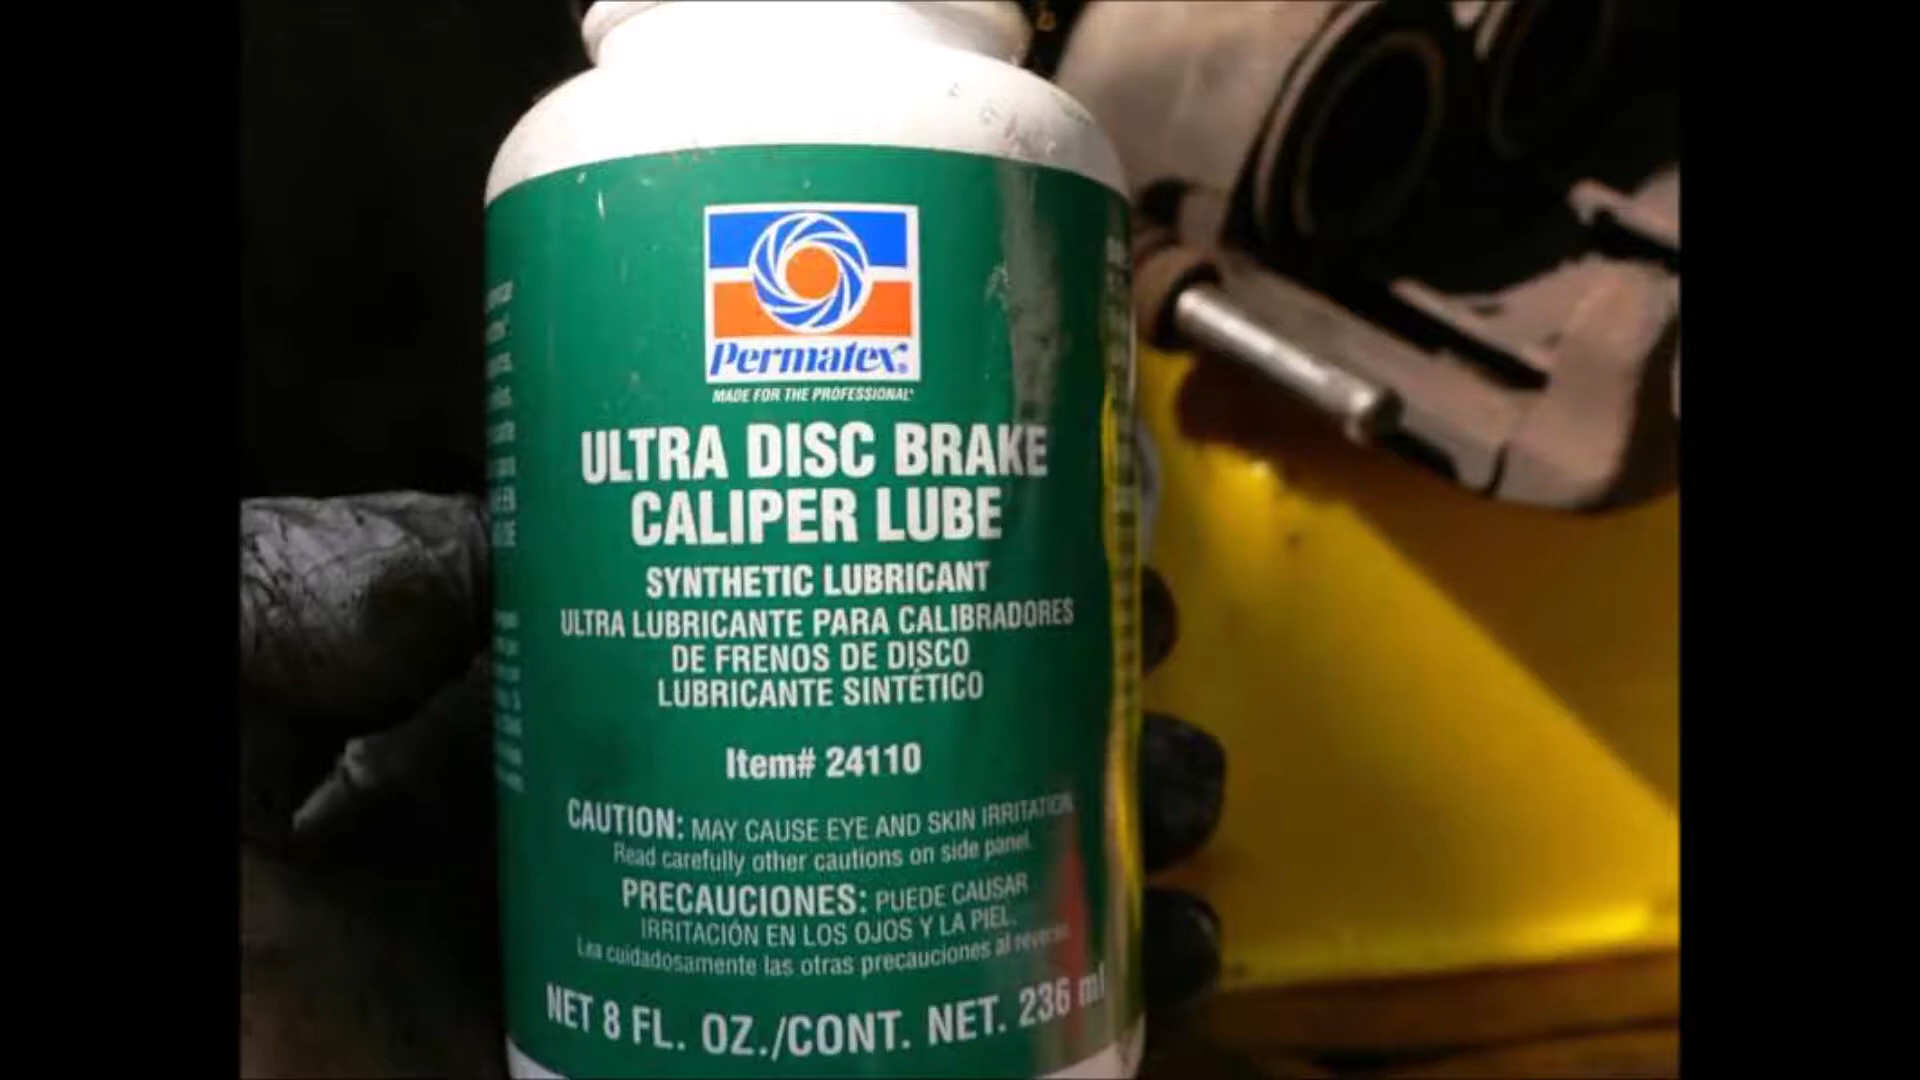 Permatex®
MADE FOR THE PROFESSIONAL®
ULTRA DISC BRAKE
CALIPER LUBE
SYNTHETIC LUBRICANT
ULTRA LUBRICANTE PARA CALIBRADORES
DE FRENOS DE DISCO
LUBRICANTE SINTÉTICO
Item# 24110
CAUTION: MAY CAUSE EYE AND SKIN IRRITATION.
Read carefully other cautions on side panel.
PRECAUCIONES: PUEDE CAUSAR
IRRITACIÓN EN LOS OJOS Y LA PIEL.
Lea cuidadosamente las otras precauciones al reverso.
NET 8 FL. OZ./CONT. NET. 236 ml